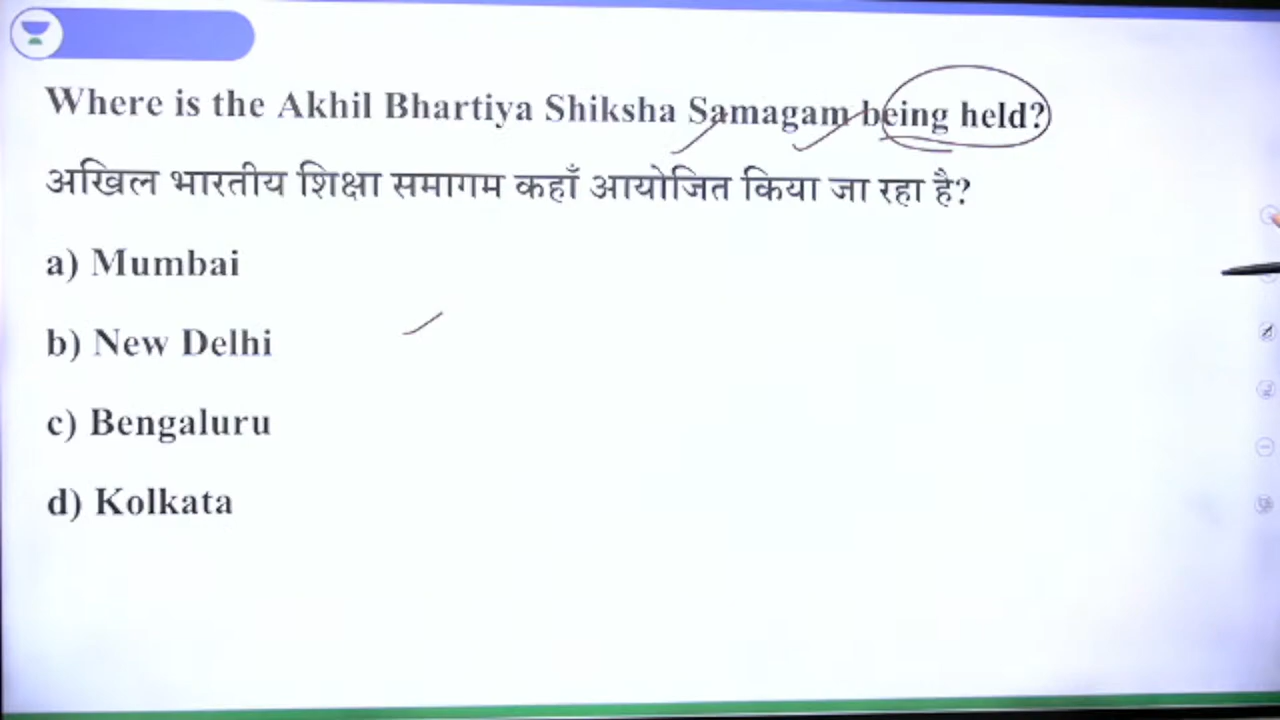 Where is the Akhil Bhartiya Shiksha Samagam being held?
अखिल भारतीय शिक्षा समागम कहाँ आयोजित किया जा रहा है?
a) Mumbai
b) New Delhi
c) Bengaluru
d) Kolkata